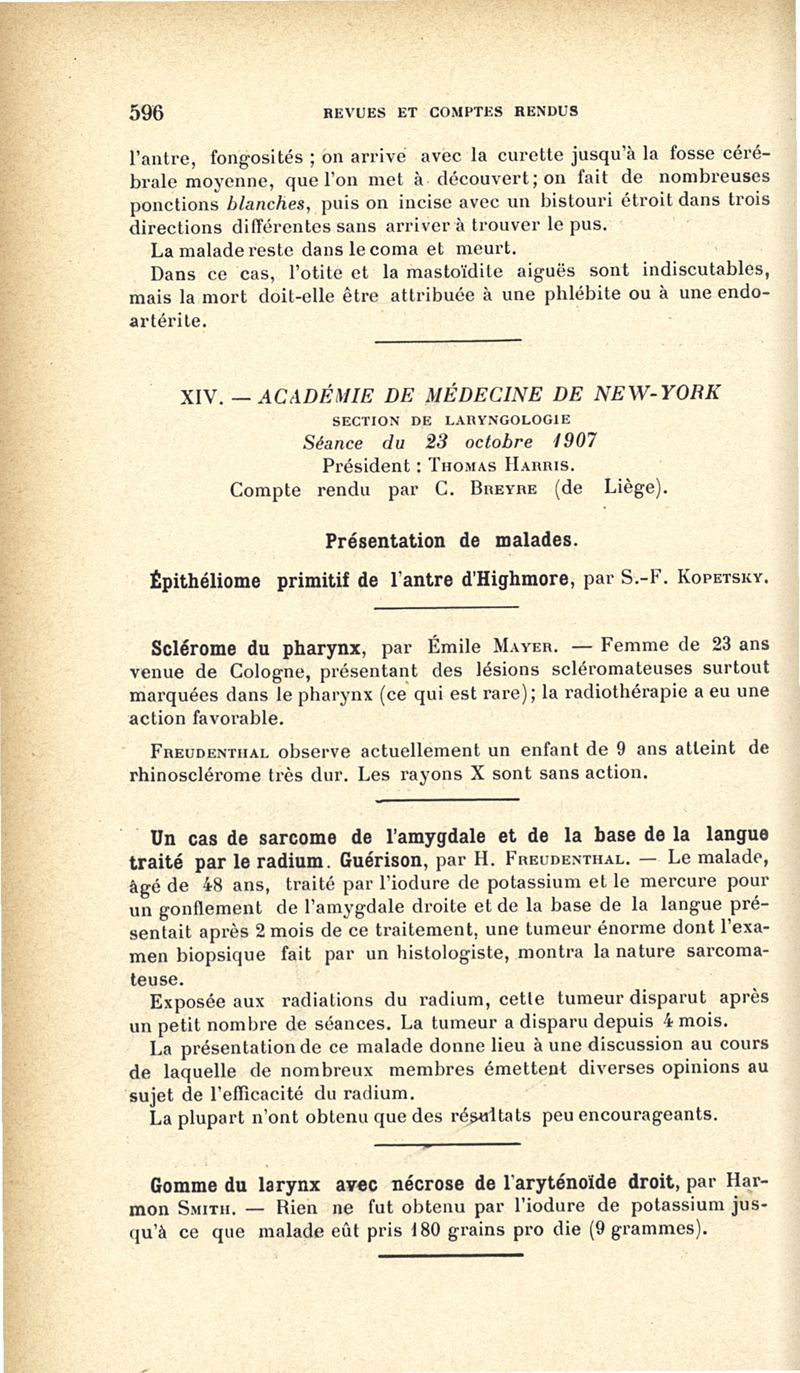 596 REVUES ET COMPTES RENDUS
l'antre, fongosités ; on arrive avec la curette jusqu'à la fosse céré-
brale moyenne, que l'on met à découvert; on fait de nombreuses
ponctions blanches, puis on incise avec un bistouri étroit dans trois
directions différentes sans arriver à trouver le pus.
La malade reste dans le coma et meurt.
Dans ce cas, l'otite et la mastoïdite aiguës sont indiscutables,
mais la mort doit-elle être attribuée à une phlébite ou à une endo-
artérite.
XIV. — ACADÉMIE DE MÉDECINE DE NEW-YORK
SECTION DE LARYNGOLOGIE
Séance du 23 octobre 1907
Président : THOMAS HARRIS.
Compte rendu par C. BREYRE (de Liège).
Présentation de malades.
Épithéliome primitif de l'antre d'Highmore, par S.-F. KOPETSKY.
Sclérome du pharynx, par Émile MAYER. — Femme de 23 ans
venue de Cologne, présentant des lésions scléromateuses surtout
marquées dans le pharynx (ce qui est rare); la radiothérapie a eu une
action favorable.
FREUDENTHAL observe actuellement un enfant de 9 ans atteint de
rhinosclérome très dur. Les rayons X sont sans action.
Un cas de sarcome de l'amygdale et de la base de la langue
traité par le radium. Guérison, par H. FREUDENTHAL. — Le malade,
âgé de 48 ans, traité par l'iodure de potassium et le mercure pour
un gonflement de l'amygdale droite et de la base de la langue pré-
sentait après 2 mois de ce traitement, une tumeur énorme dont l'exa-
men biopsique fait par un histologiste, montra la nature sarcoma-
teuse.
Exposée aux radiations du radium, cette tumeur disparut après
un petit nombre de séances. La tumeur a disparu depuis 4 mois.
La présentation de ce malade donne lieu à une discussion au cours
de laquelle de nombreux membres émettent diverses opinions au
sujet de l'efficacité du radium.
La plupart n'ont obtenu que des résultats peu encourageants.
Gomme du larynx avec nécrose de l'aryténoïde droit, par Har-
mon SMITH. — Rien ne fut obtenu par l'iodure de potassium jus-
qu'à ce que malade eût pris 180 grains pro die (9 grammes).